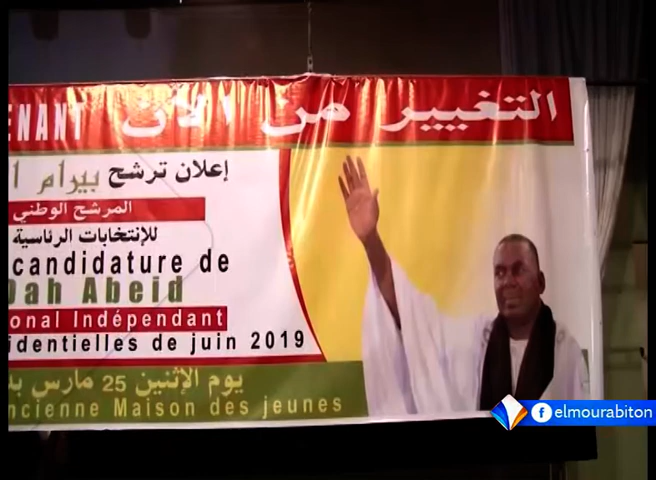 ENANT التغيير من الآن
إعلان ترشح بيرام
المرشح الوطني
للإنتخابات الرئاسية
candidature de
Dah Abeid
onal Indépendant
identielles de juin 2019
يوم الإثنين 25 مارس
ncienne Maison des jeunes
elmourabiton